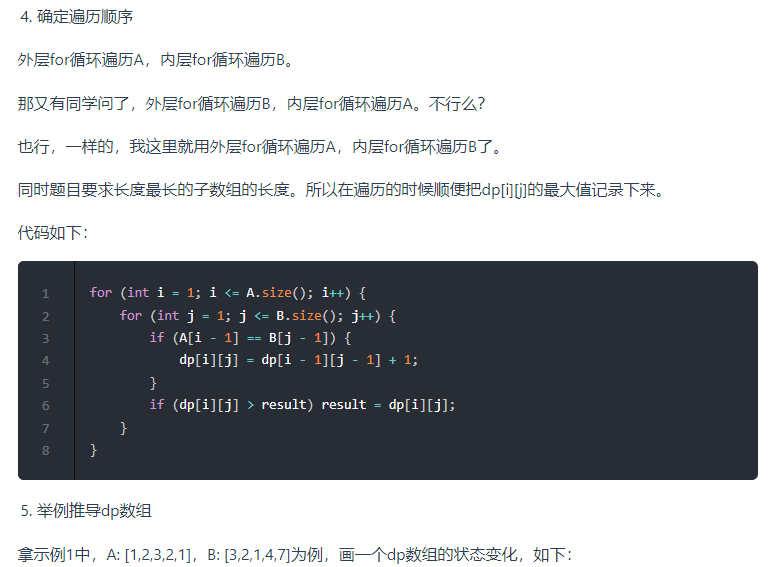 4. 确定遍历顺序
外层for循环遍历A，内层for循环遍历B。
那又有同学问了，外层for循环遍历B，内层for循环遍历A。不行么？
也行，一样的，我这里就用外层for循环遍历A，内层for循环遍历B了。
同时题目要求长度最长的子数组的长度。所以在遍历的时候顺便把dp[i][j]的最大值记录下来。
代码如下：
1 for (int i = 1; i <= A.size(); i++) {
2     for (int j = 1; j <= B.size(); j++) {
3         if (A[i - 1] == B[j - 1]) {
4             dp[i][j] = dp[i - 1][j - 1] + 1;
5         }
6         if (dp[i][j] > result) result = dp[i][j];
7     }
8 }
5. 举例推导dp数组
拿示例1中，A: [1,2,3,2,1]，B: [3,2,1,4,7]为例，画一个dp数组的状态变化，如下：